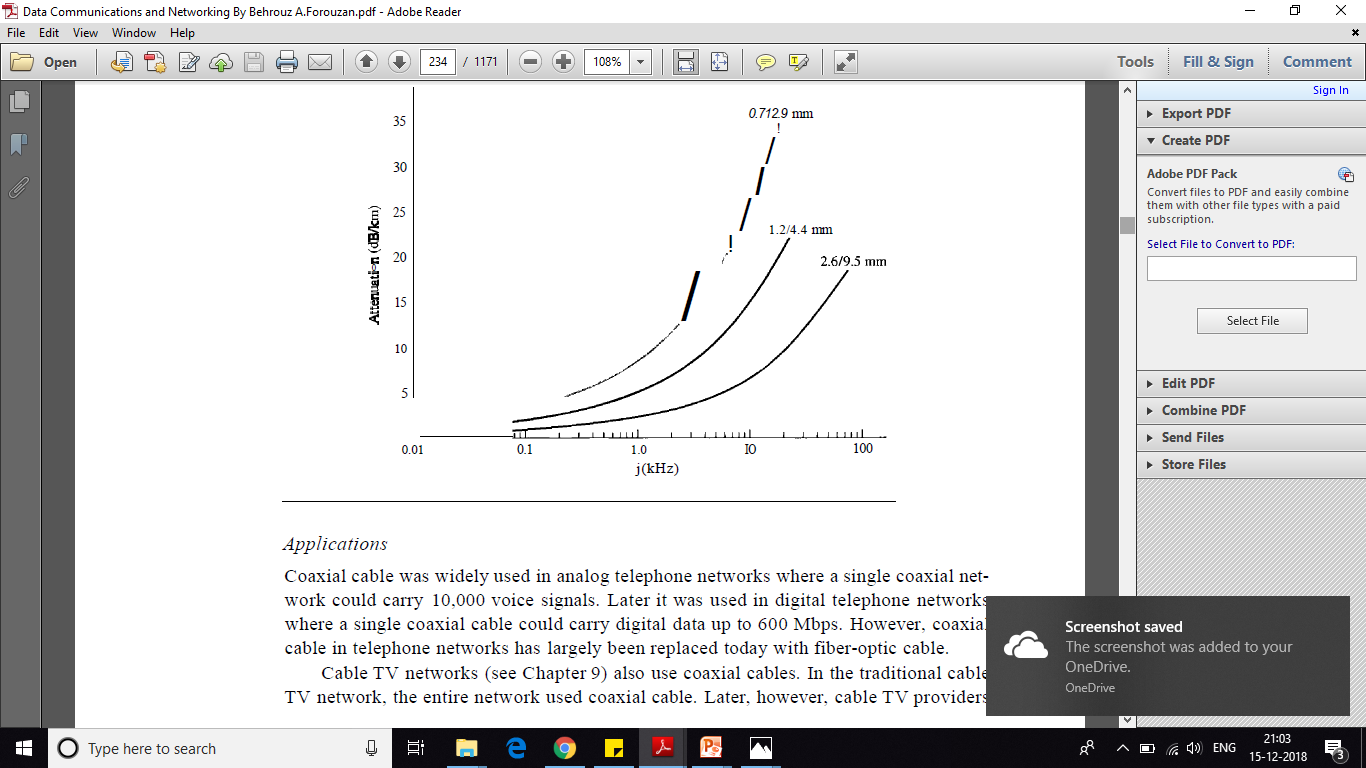 Data Communications and Networking By Behrouz A.Forouzan.pdf - Adobe Reader
File Edit View Window Help
Open 234 / 1171 108% Tools Fill & Sign Comment
Sign In
Export PDF
Create PDF
Adobe PDF Pack
Convert files to PDF and easily combine
them with other file types with a paid
subscription.
Select File to Convert to PDF:
Select File
Edit PDF
Combine PDF
Send Files
Store Files
35
30
25
20
15
10
5
Attenuation (dB/km)
0.712.9 mm
1.2/4.4 mm
2.6/9.5 mm
0.01 0.1 1.0 IO 100
j(kHz)
Applications
Coaxial cable was widely used in analog telephone networks where a single coaxial net-
work could carry 10,000 voice signals. Later it was used in digital telephone networks
where a single coaxial cable could carry digital data up to 600 Mbps. However, coaxial
cable in telephone networks has largely been replaced today with fiber-optic cable.
Cable TV networks (see Chapter 9) also use coaxial cables. In the traditional cable
TV network, the entire network used coaxial cable. Later, however, cable TV providers
Screenshot saved
The screenshot was added to your
OneDrive.
OneDrive
Type here to search
ENG
21:03
15-12-2018
3